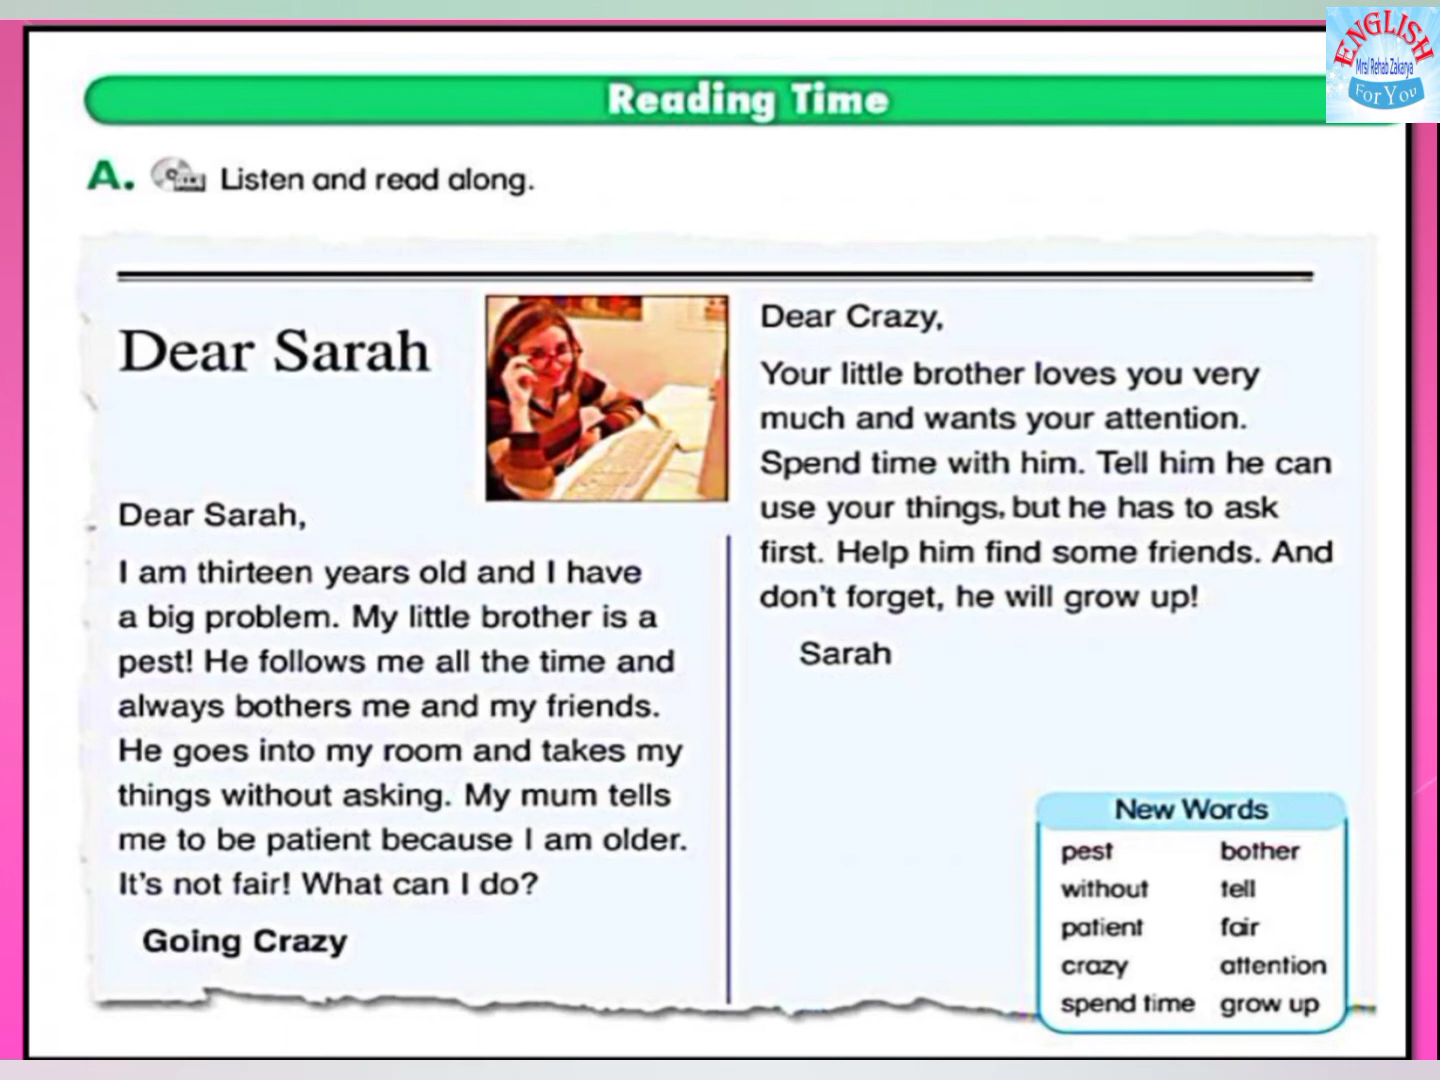 ENGLISH
Mrs/ Rehab Zakarya
For You
Reading Time
A. Listen and read along.
Dear Sarah
Dear Sarah,
I am thirteen years old and I have
a big problem. My little brother is a
pest! He follows me all the time and
always bothers me and my friends.
He goes into my room and takes my
things without asking. My mum tells
me to be patient because I am older.
It's not fair! What can I do?
Going Crazy
Dear Crazy,
Your little brother loves you very
much and wants your attention.
Spend time with him. Tell him he can
use your things, but he has to ask
first. Help him find some friends. And
don't forget, he will grow up!
Sarah
New Words
pest bother
without tell
patient fair
crazy attention
spend time grow up